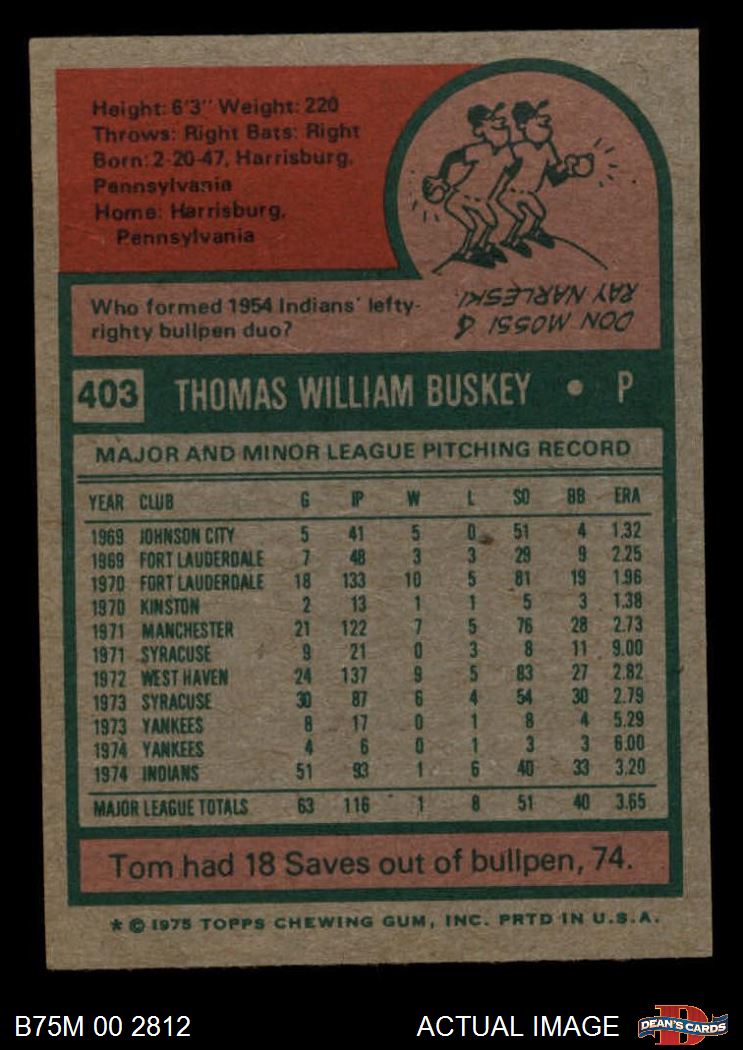 Height: 6'3" Weight: 220
Throws: Right Bats: Right
Born: 2-20-47, Harrisburg,
Pennsylvania
Home: Harrisburg,
Pennsylvania
Who formed 1954 Indians' lefty-
righty bullpen duo?
DON MOSSI &
RAY NARLESKI.
403 THOMAS WILLIAM BUSKEY • P
MAJOR AND MINOR LEAGUE PITCHING RECORD
YEAR CLUB G IP W L SO BB ERA
1969 JOHNSON CITY 5 41 5 0 51 4 1.32
1969 FORT LAUDERDALE 7 48 3 3 29 9 2.25
1970 FORT LAUDERDALE 18 133 10 5 81 19 1.96
1970 KINSTON 2 13 1 1 5 3 1.38
1971 MANCHESTER 21 122 7 5 76 28 2.73
1971 SYRACUSE 9 21 0 3 8 11 9.00
1972 WEST HAVEN 24 137 9 5 83 27 2.82
1973 SYRACUSE 30 87 6 4 54 30 2.79
1973 YANKEES 8 17 0 1 8 4 5.29
1974 YANKEES 4 6 0 1 3 3 6.00
1974 INDIANS 51 93 1 6 40 33 3.20
MAJOR LEAGUE TOTALS 63 116 1 8 51 40 3.65
Tom had 18 Saves out of bullpen, 74.
* © 1975 TOPPS CHEWING GUM, INC. PRTD IN U.S.A.
B75M 00 2812 ACTUAL IMAGE DEAN'S CARDS